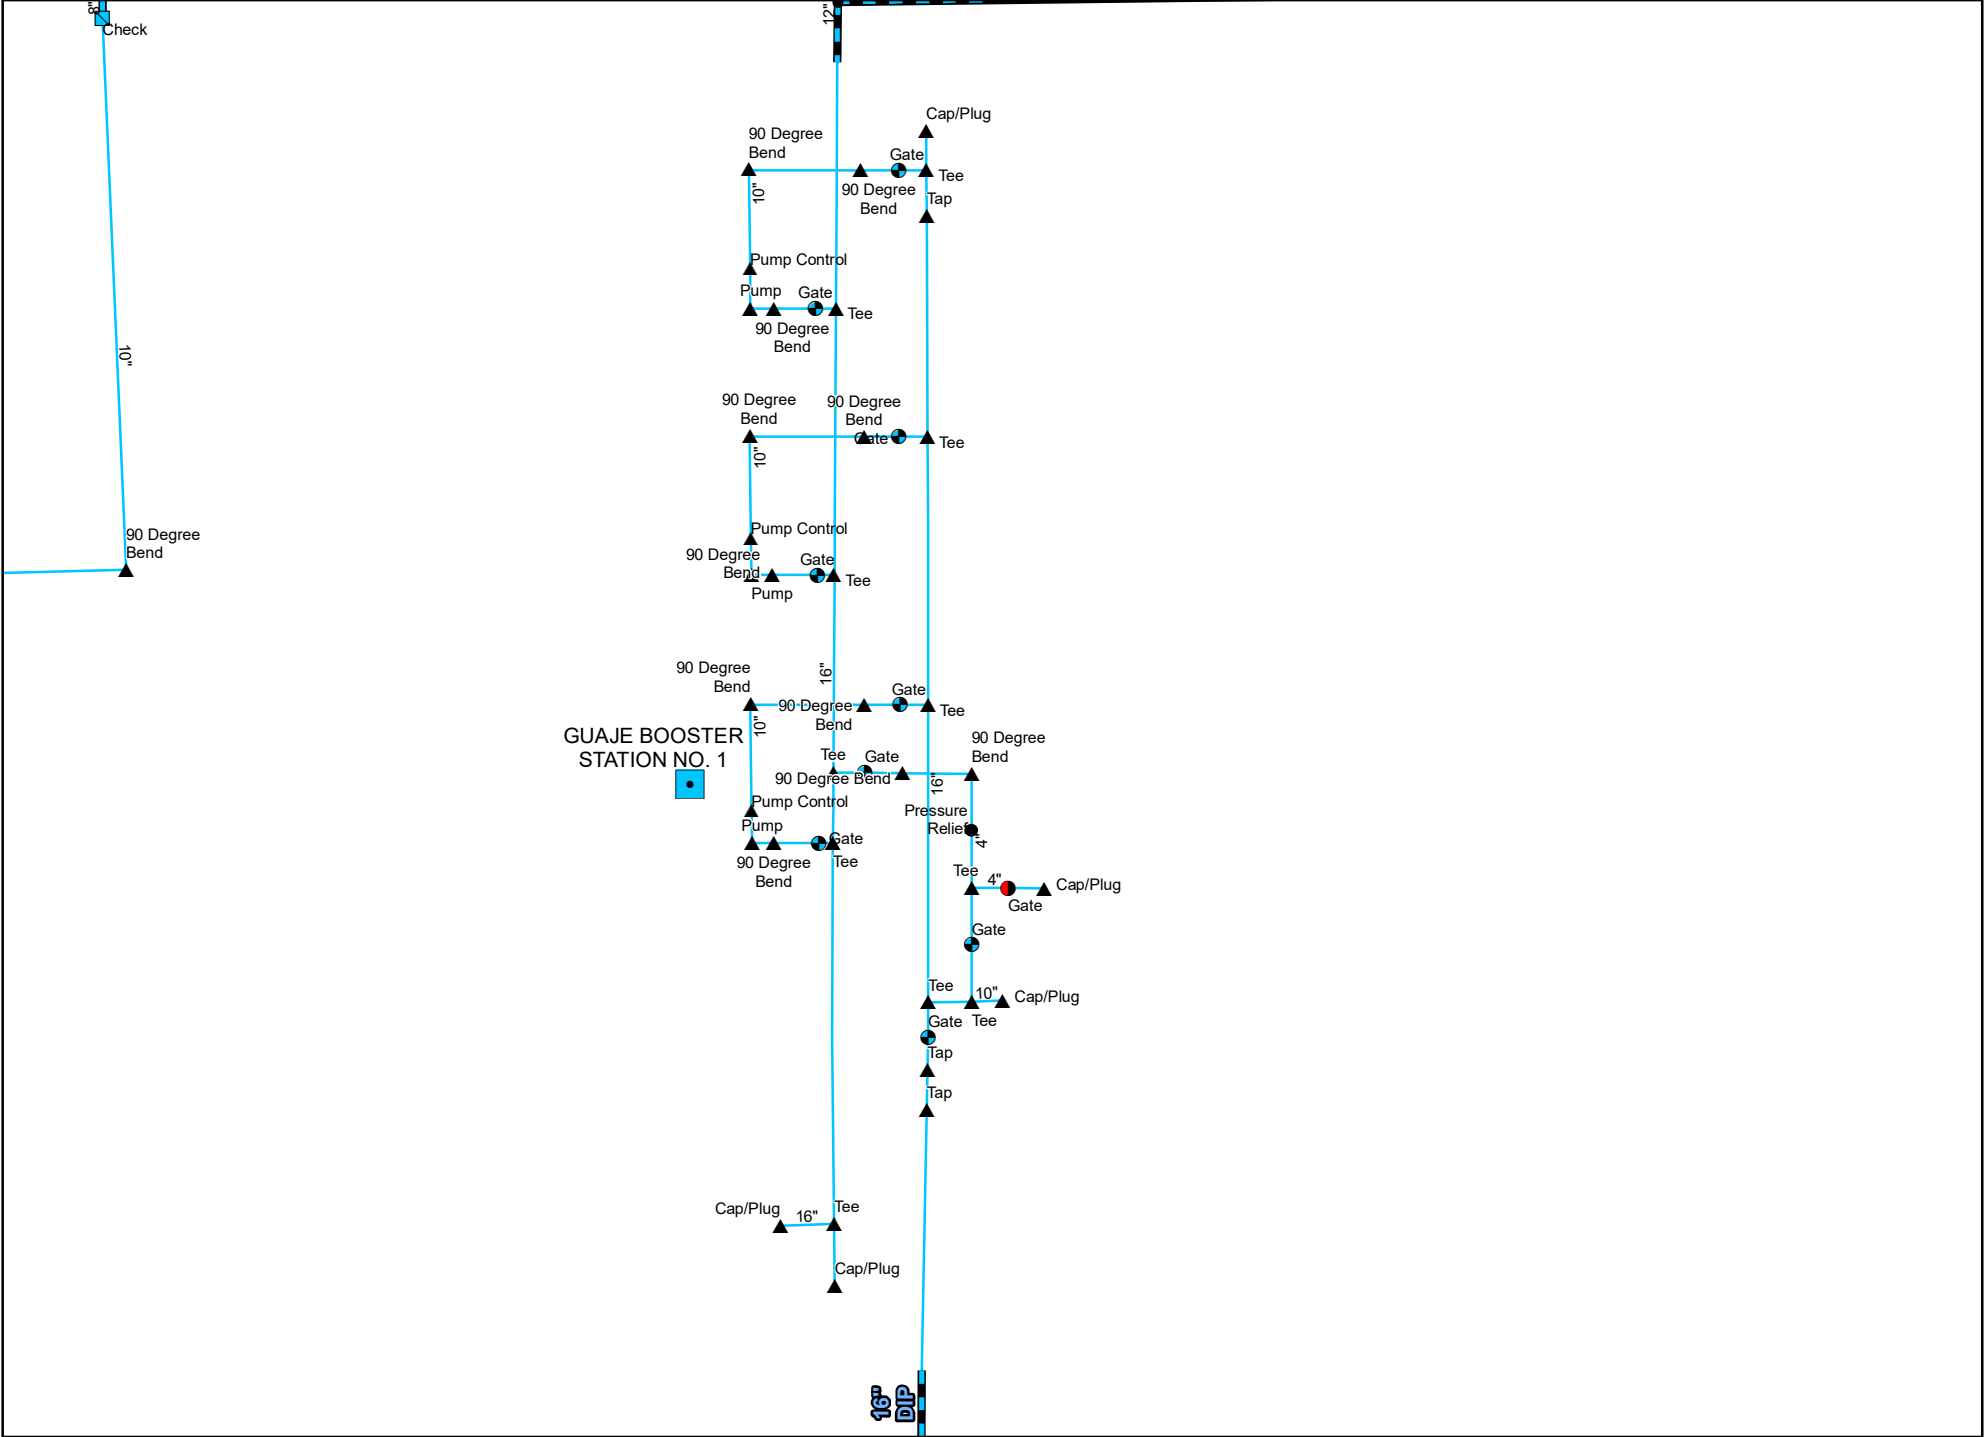 8"
Check
12"
Cap/Plug
90 Degree
Bend
Gate
Tee
10"
90 Degree
Bend
Tap
Pump Control
Pump
Gate
Tee
90 Degree
Bend
10"
90 Degree
Bend
90 Degree
Bend
Gate
Tee
10"
90 Degree
Bend
Pump Control
90 Degree
Bend
Gate
Tee
Pump
90 Degree
Bend
16"
Gate
90 Degree
Bend
Tee
10"
GUAJE BOOSTER
STATION NO. 1
90 Degree
Bend
Tee
Gate
90 Degree Bend
16"
Pump Control
Pressure
Relief
4"
Pump
Gate
Tee
90 Degree
Bend
Tee
4"
Cap/Plug
Gate
Gate
Tee
10"
Cap/Plug
Gate
Tee
Tap
Tap
Cap/Plug
16"
Tee
Cap/Plug
16"
DIP